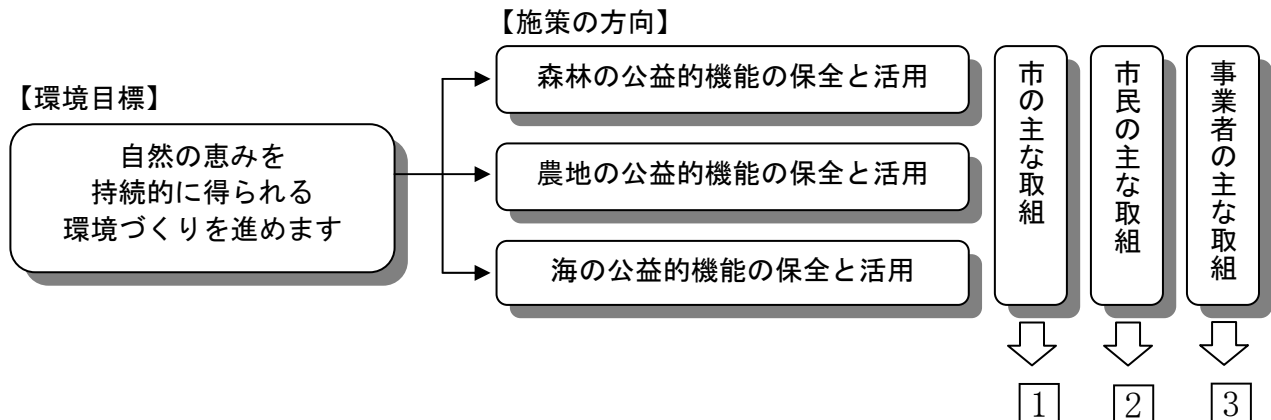 【施策の方向】
【環境目標】
自然の恵みを
持続的に得られる
環境づくりを進めます
森林の公益的機能の保全と活用
農地の公益的機能の保全と活用
海の公益的機能の保全と活用
市の主な取組
市民の主な取組
事業者の主な取組
1
2
3